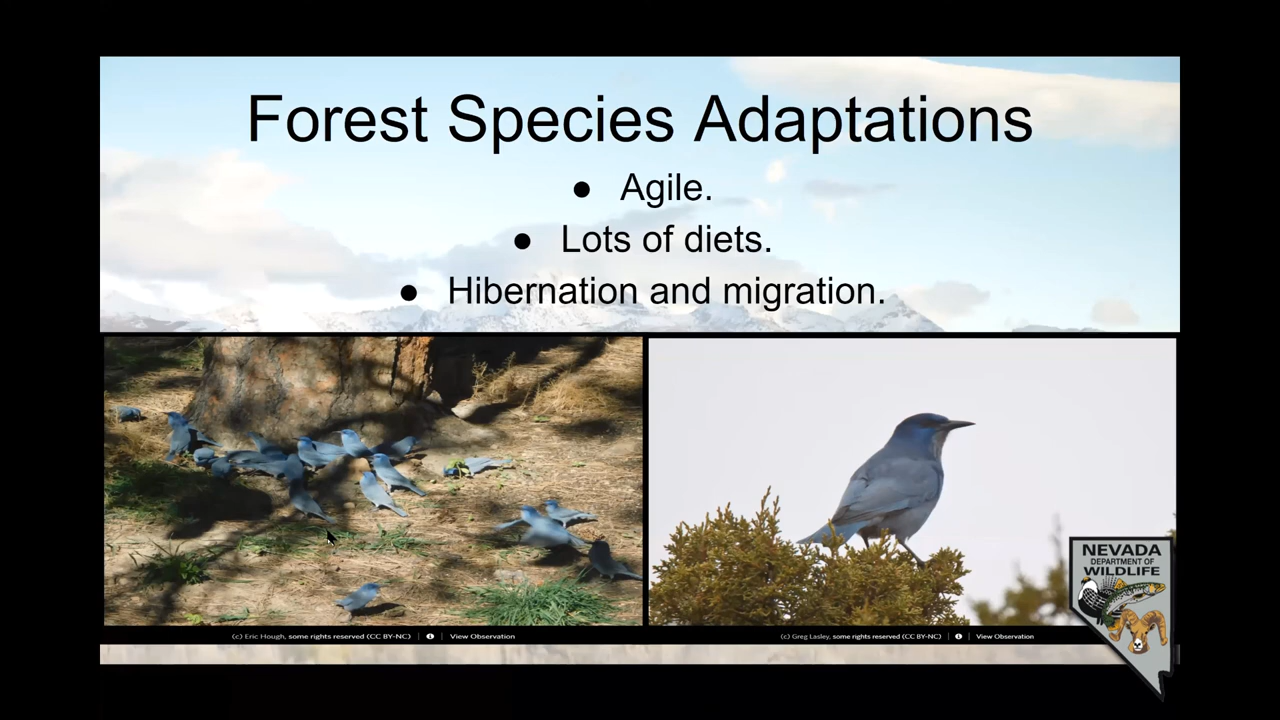 Forest Species Adaptations
● Agile.
● Lots of diets.
● Hibernation and migration.
(c) Eric Hough, some rights reserved (CC BY-NC) | View Observation
(c) Greg Lasley, some rights reserved (CC BY-NC) | View Observation
NEVADA
DEPARTMENT OF
WILDLIFE